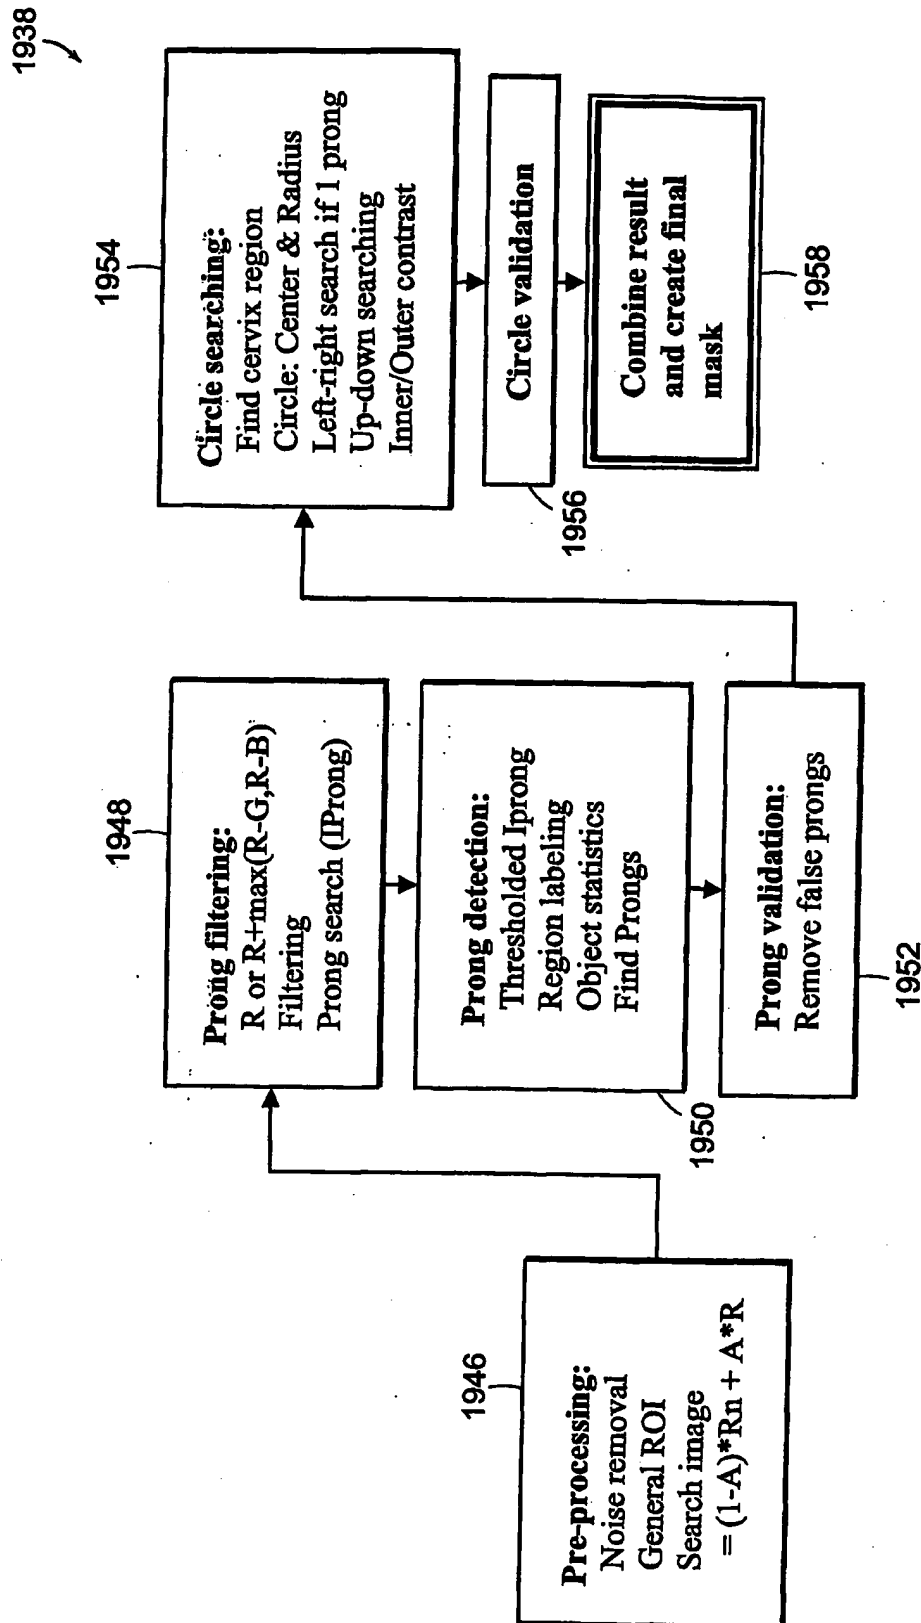 1938
1946
Pre-processing:
Noise removal
General ROI
Search image
= (1-A)*Rn + A*R
1948
Prong filtering:
R or R+max(R-G,R-B)
Filtering
Prong search (IProng)
Prong detection:
Thresholded Iprong
Region labeling
Object statistics
Find Prongs
1950
Prong validation:
Remove false prongs
1952
1954
Circle searching:
Find cervix region
Circle: Center & Radius
Left-right search if 1 prong
Up-down searching
Inner/Outer contrast
Circle validation
1956
Combine result
and create final
mask
1958